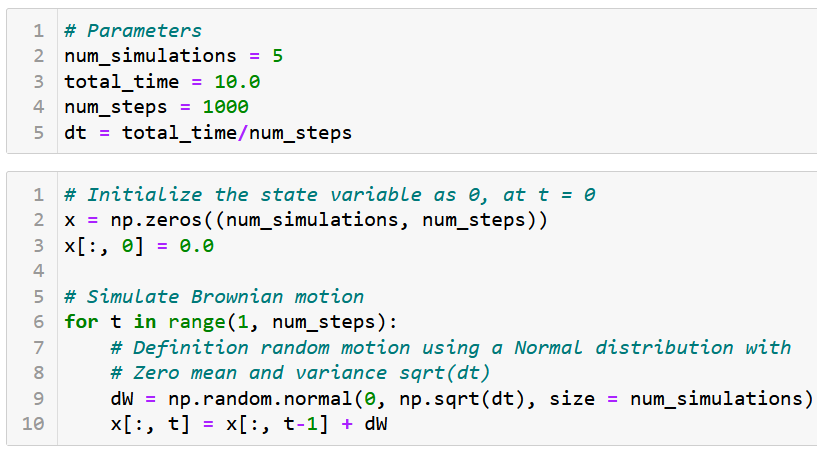 1 # Parameters
2 num_simulations = 5
3 total_time = 10.0
4 num_steps = 1000
5 dt = total_time/num_steps
1 # Initialize the state variable as 0, at t = 0
2 x = np.zeros((num_simulations, num_steps))
3 x[:, 0] = 0.0
4
5 # Simulate Brownian motion
6 for t in range(1, num_steps):
7     # Definition random motion using a Normal distribution with
8     # Zero mean and variance sqrt(dt)
9     dW = np.random.normal(0, np.sqrt(dt), size = num_simulations)
10     x[:, t] = x[:, t-1] + dW